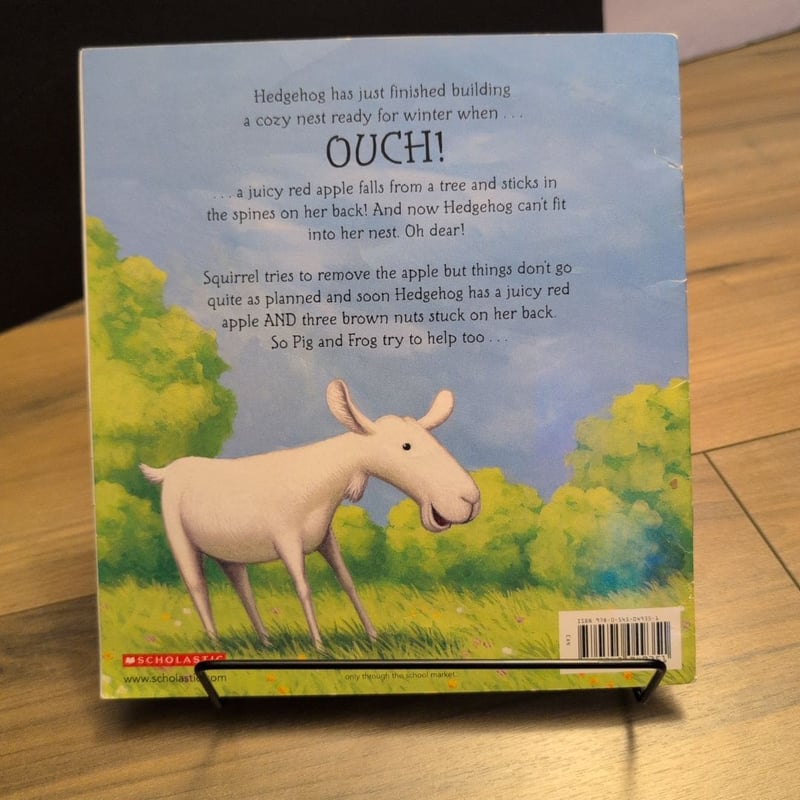 Hedgehog has just finished building
a cozy nest ready for winter when . . .
OUCH!
. . . a juicy red apple falls from a tree and sticks in
the spines on her back! And now Hedgehog can't fit
into her nest. Oh dear!
Squirrel tries to remove the apple but things don't go
quite as planned and soon Hedgehog has a juicy red
apple AND three brown nuts stuck on her back.
So Pig and Frog try to help too . . .
SCHOLASTIC
www.scholastic.com
only through the school market.
CAN